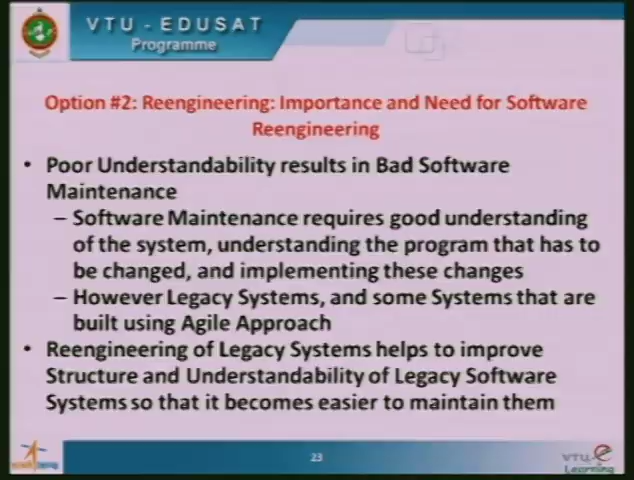 VTU - EDUSAT
Programme
Option #2: Reengineering: Importance and Need for Software
Reengineering
• Poor Understandability results in Bad Software
Maintenance
– Software Maintenance requires good understanding
of the system, understanding the program that has to
be changed, and implementing these changes
– However Legacy Systems, and some Systems that are
built using Agile Approach
• Reengineering of Legacy Systems helps to improve
Structure and Understandability of Legacy Software
Systems so that it becomes easier to maintain them
23
VTU
Learning